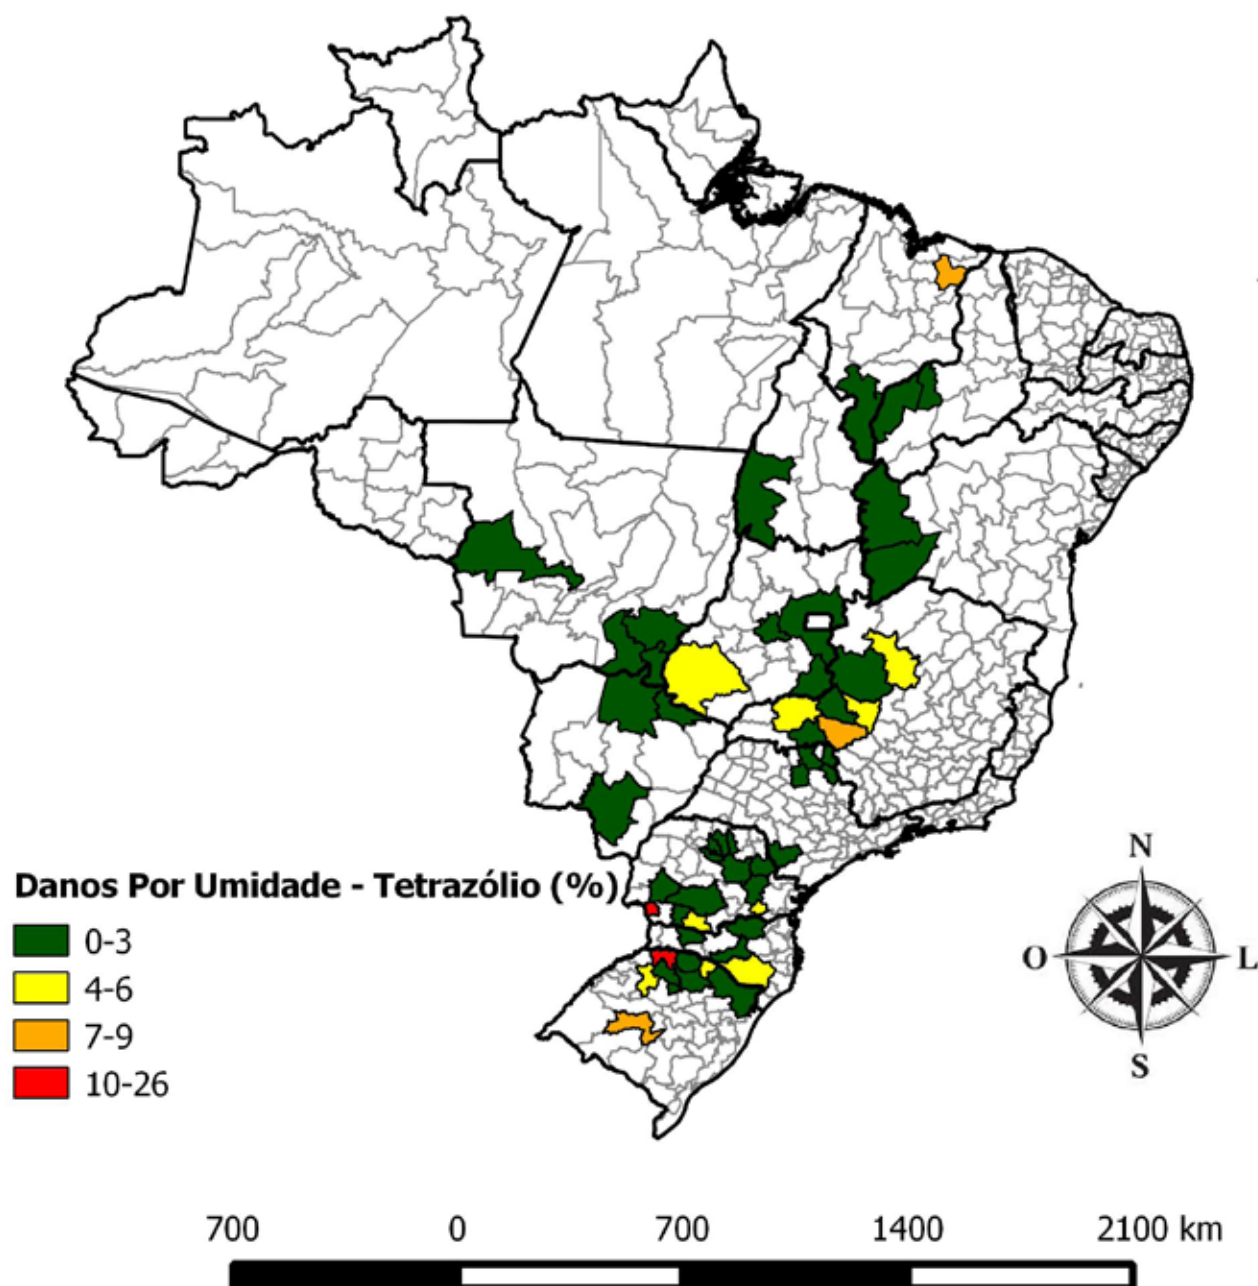 Danos Por Umidade - Tetrazólio (%)
0-3
4-6
7-9
10-26
N
O
L
S
700 0 700 1400 2100 km